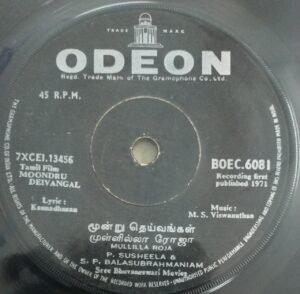 TRADE MARK
ODEON
Regd. Trade Mark of The Gramophone Co., Ltd.
45 R.P.M.
7XCEI.13456
Tamil Film
MOONDRU
DEIVANGAL
BOEC.6081
Recording first
published 1971
Lyric :
Kannadhasan
Music :
M. S. Viswanathan
மூன்று தெய்வங்கள்
முள்ளில்லா ரோஜா
MULLILLA ROJA
P. SUSHEELA &
S. P. BALASUBRAHMANIAM
Sree Bhuvaneswari Movies